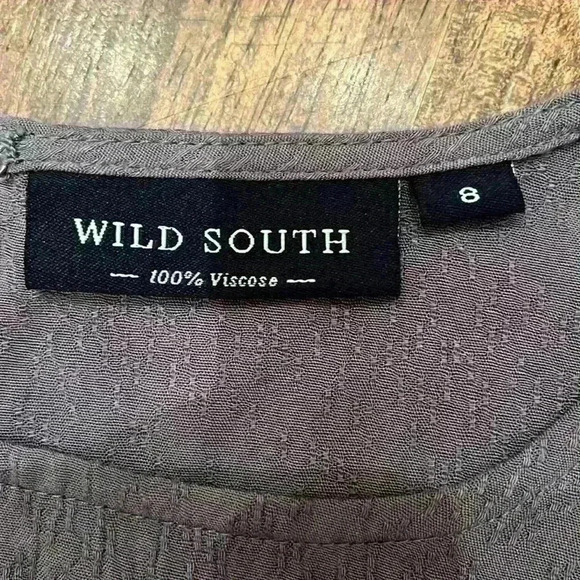 WILD SOUTH
— 100% Viscose —
8